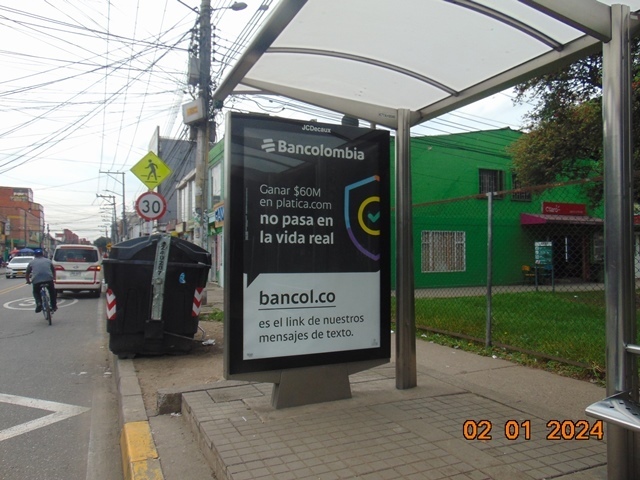 JCDecaux
Bancolombia
Ganar $60M
en platica.com
no pasa en
la vida real
bancol.co
es el link de nuestros
mensajes de texto.
30
02 01 2024